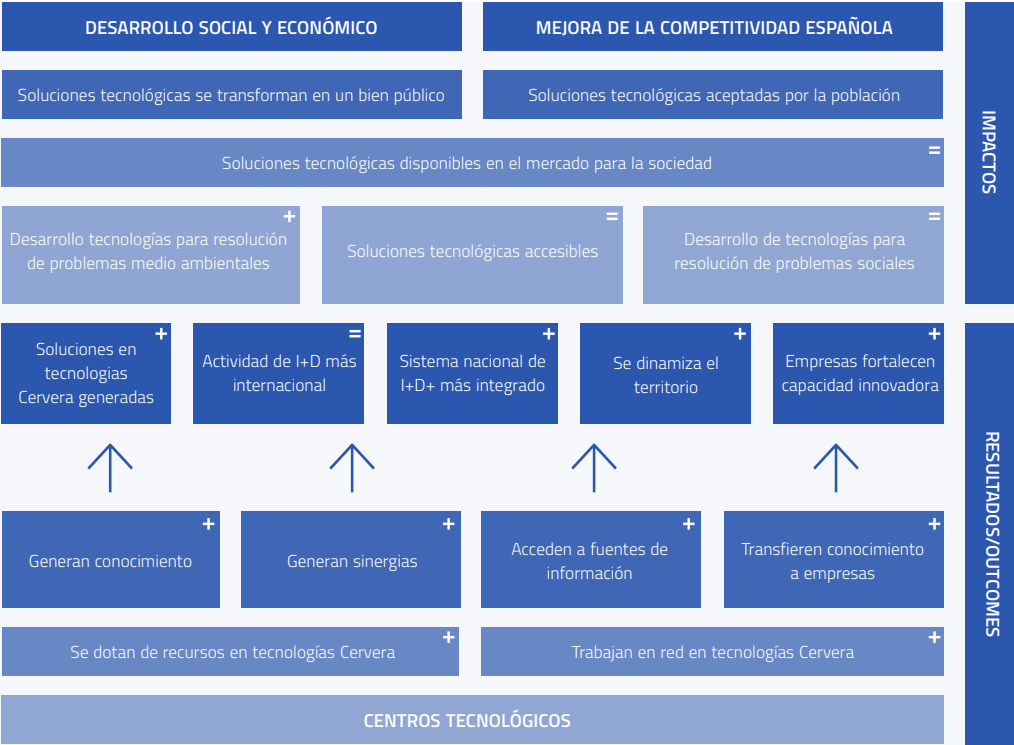 DESARROLLO SOCIAL Y ECONÓMICO
MEJORA DE LA COMPETITIVIDAD ESPAÑOLA
Soluciones tecnológicas se transforman en un bien público
Soluciones tecnológicas aceptadas por la población
Soluciones tecnológicas disponibles en el mercado para la sociedad
=
Desarrollo tecnologías para resolución
de problemas medio ambientales
+
Soluciones tecnológicas accesibles
=
Desarrollo de tecnologías para
resolución de problemas sociales
=
IMPACTOS
Soluciones en
tecnologias
Cervera generadas
+
Actividad de I+D más
internacional
=
Sistema nacional de
I+D+ más integrado
+
Se dinamiza el
territorio
+
Empresas fortalecen
capacidad innovadora
+
Generan conocimiento
+
Generan sinergias
+
Acceden a fuentes de
información
+
Transfieren conocimiento
a empresas
+
Se dotan de recursos en tecnologías Cervera
+
Trabajan en red en tecnologías Cervera
+
CENTROS TECNOLÓGICOS
RESULTADOS/OUTCOMES